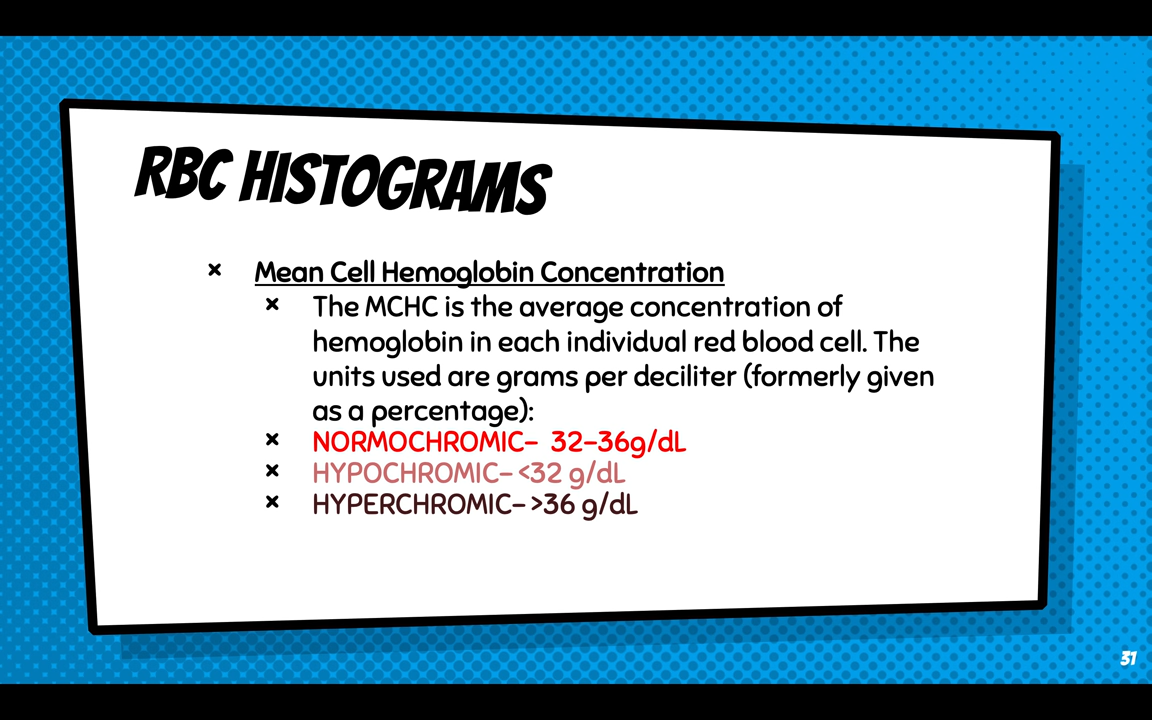 RBC HISTOGRAMS
× Mean Cell Hemoglobin Concentration
× The MCHC is the average concentration of
hemoglobin in each individual red blood cell. The
units used are grams per deciliter (formerly given
as a percentage):
× NORMOCHROMIC– 32–36g/dL
× HYPOCHROMIC– <32 g/dL
× HYPERCHROMIC– >36 g/dL
31